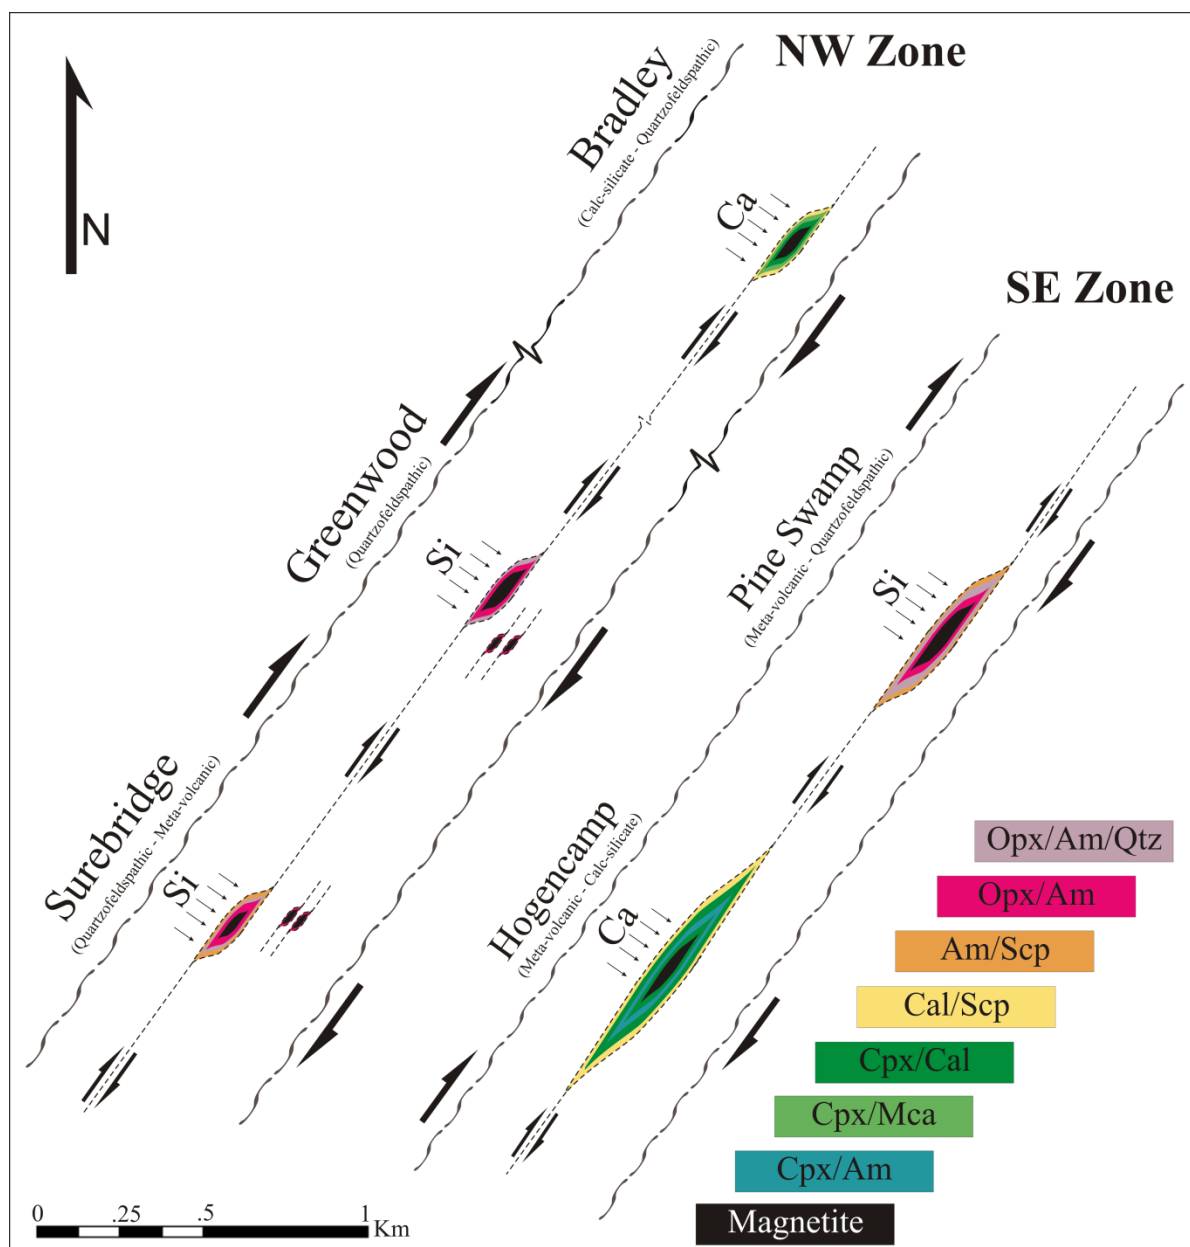 NW Zone
Bradley
(Calc-silicate - Quartzofeldspathic)
N
Ca
SE Zone
Greenwood
(Quartzofeldspathic)
Si
Pine Swamp
(Meta-volcanic - Quartzofeldspathic)
Si
Surebridge
(Quartzofeldspathic - Meta-volcanic)
Si
Hogencamp
(Meta-volcanic - Calc-silicate)
Ca
Opx/Am/Qtz
Opx/Am
Am/Scp
Cal/Scp
Cpx/Cal
Cpx/Mca
Cpx/Am
Magnetite
0 .25 .5 1 Km